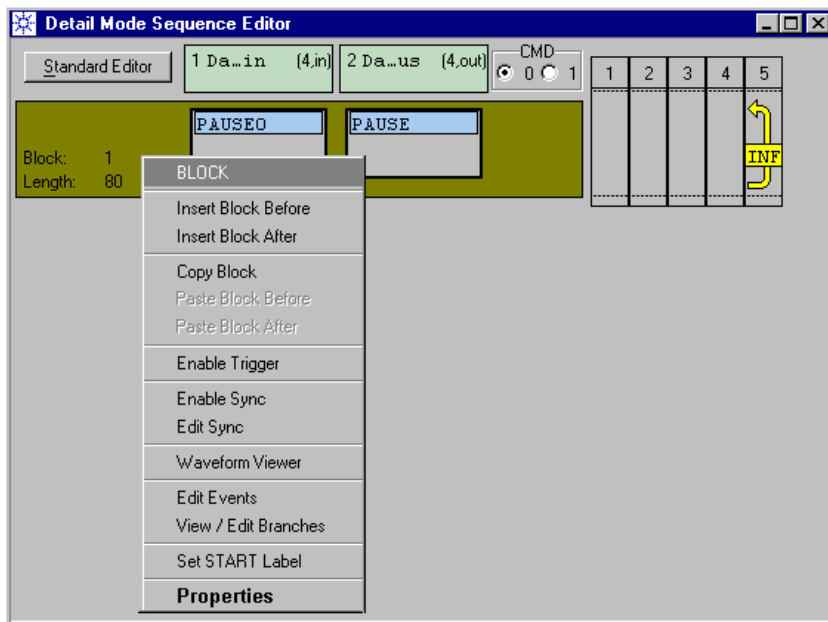 Detail Mode Sequence Editor
Standard Editor
1 Da…in (4,in)
2 Da…us (4,out)
CMD
0 1
1 2 3 4 5
PAUSE0
PAUSE
INF
Block: 1
Length: 80
BLOCK
Insert Block Before
Insert Block After
Copy Block
Paste Block Before
Paste Block After
Enable Trigger
Enable Sync
Edit Sync
Waveform Viewer
Edit Events
View / Edit Branches
Set START Label
Properties